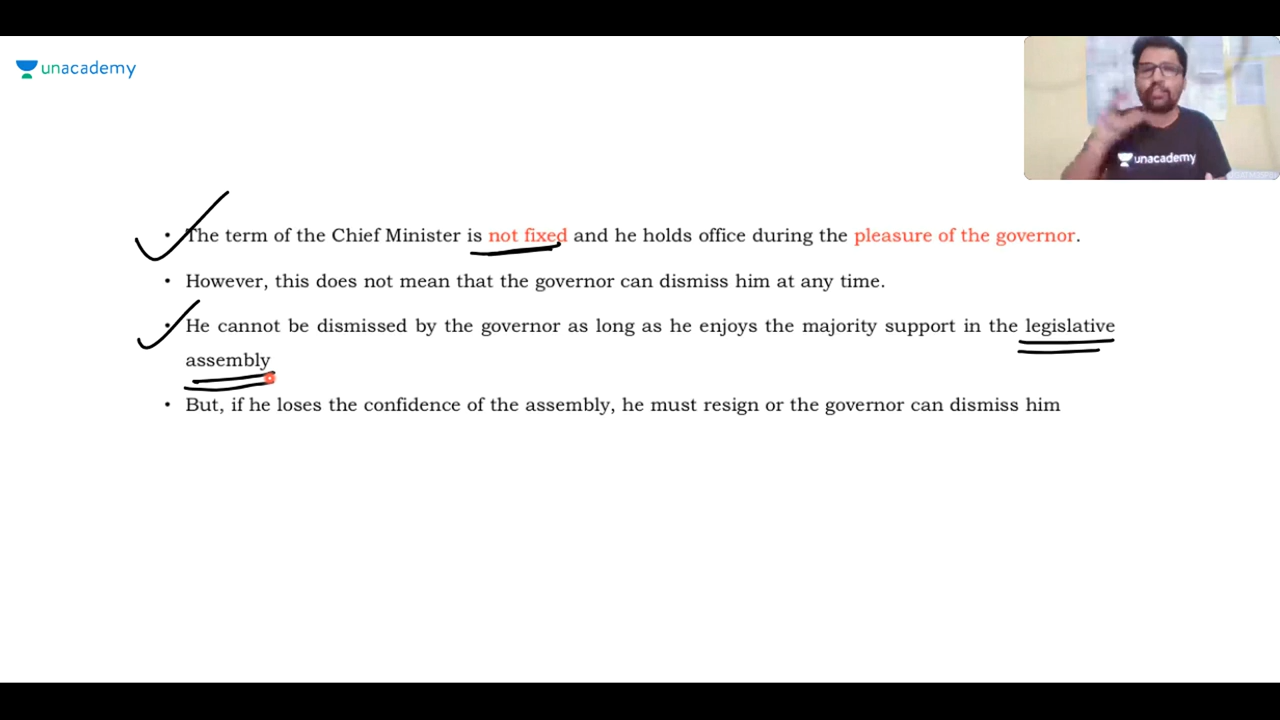 unacademy
unacademy
• The term of the Chief Minister is not fixed and he holds office during the pleasure of the governor.
• However, this does not mean that the governor can dismiss him at any time.
• He cannot be dismissed by the governor as long as he enjoys the majority support in the legislative
assembly
• But, if he loses the confidence of the assembly, he must resign or the governor can dismiss him